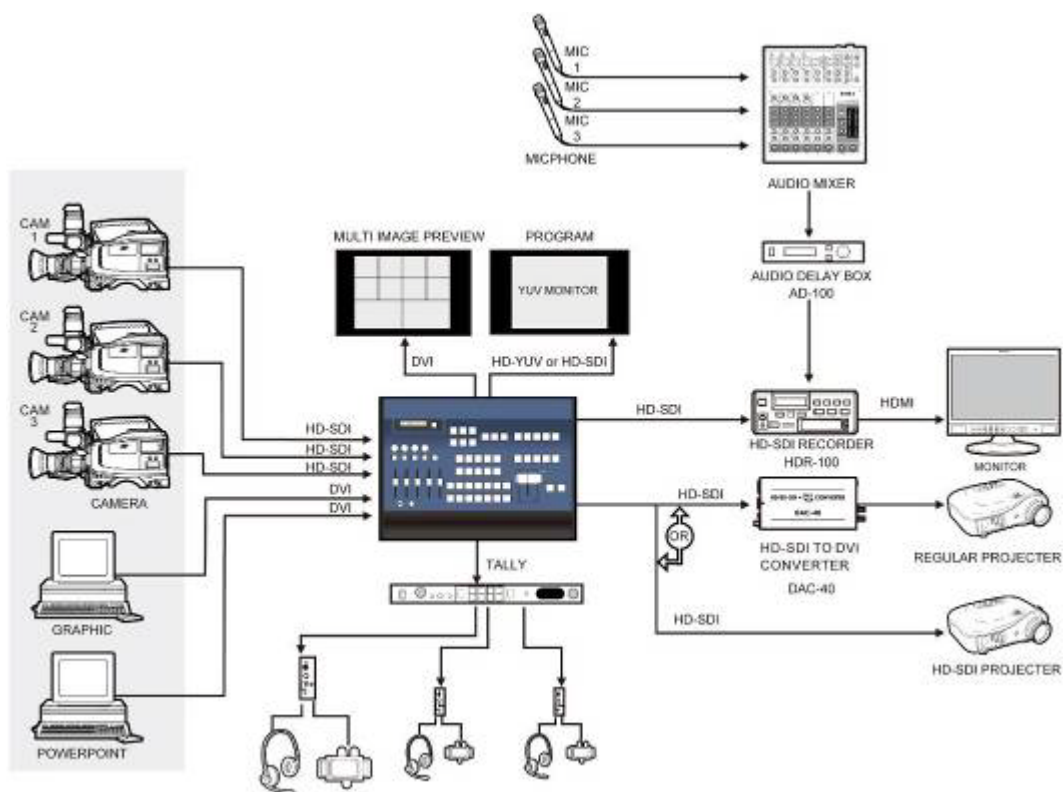 MIC
1
MIC
2
MIC
3
MICPHONE
AUDIO MIXER
CAM
1
MULTI IMAGE PREVIEW
PROGRAM
YUV MONITOR
AUDIO DELAY BOX
AD-100
CAM
2
DVI
HD-YUV or HD-SDI
CAM
3
HD-SDI
HD-SDI
HD-SDI
DVI
DVI
CAMERA
HD-SDI
HDMI
HD-SDI RECORDER
HDR-100
MONITOR
HD-SDI
CONVERTER
DAC-40
OR
HD-SDI TO DVI
CONVERTER
DAC-40
REGULAR PROJECTER
TALLY
HD-SDI
HD-SDI PROJECTER
GRAPHIC
POWERPOINT